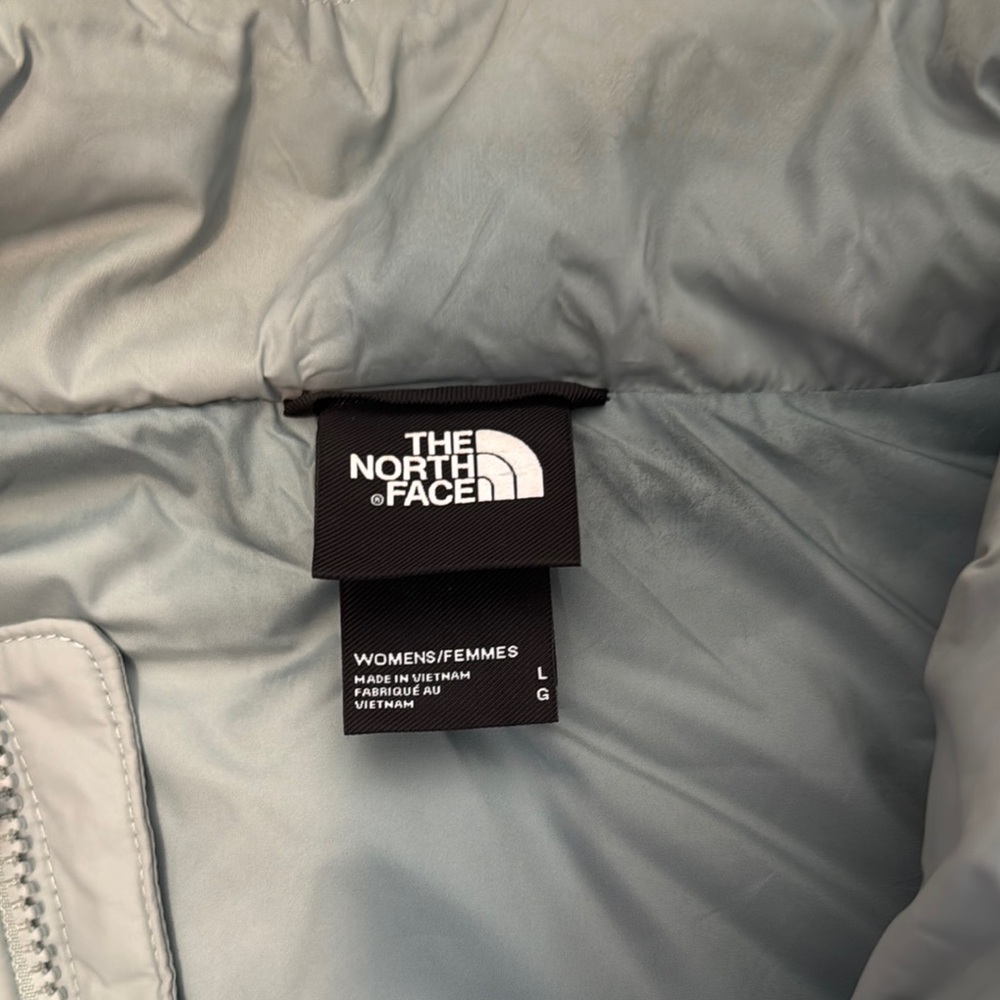 THE
NORTH
®FACE
WOMENS/FEMMES
MADE IN VIETNAM
FABRIQUÉ AU
VIETNAM
L
G